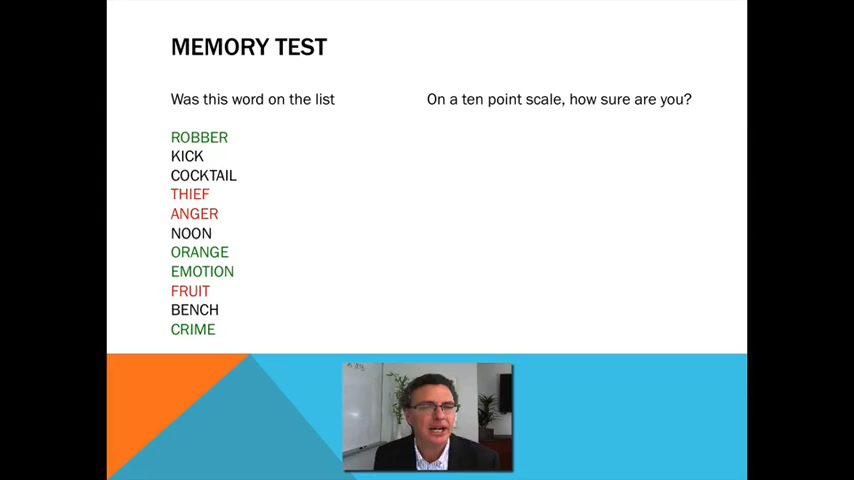 MEMORY TEST
Was this word on the list
On a ten point scale, how sure are you?
ROBBER
KICK
COCKTAIL
THIEF
ANGER
NOON
ORANGE
EMOTION
FRUIT
BENCH
CRIME